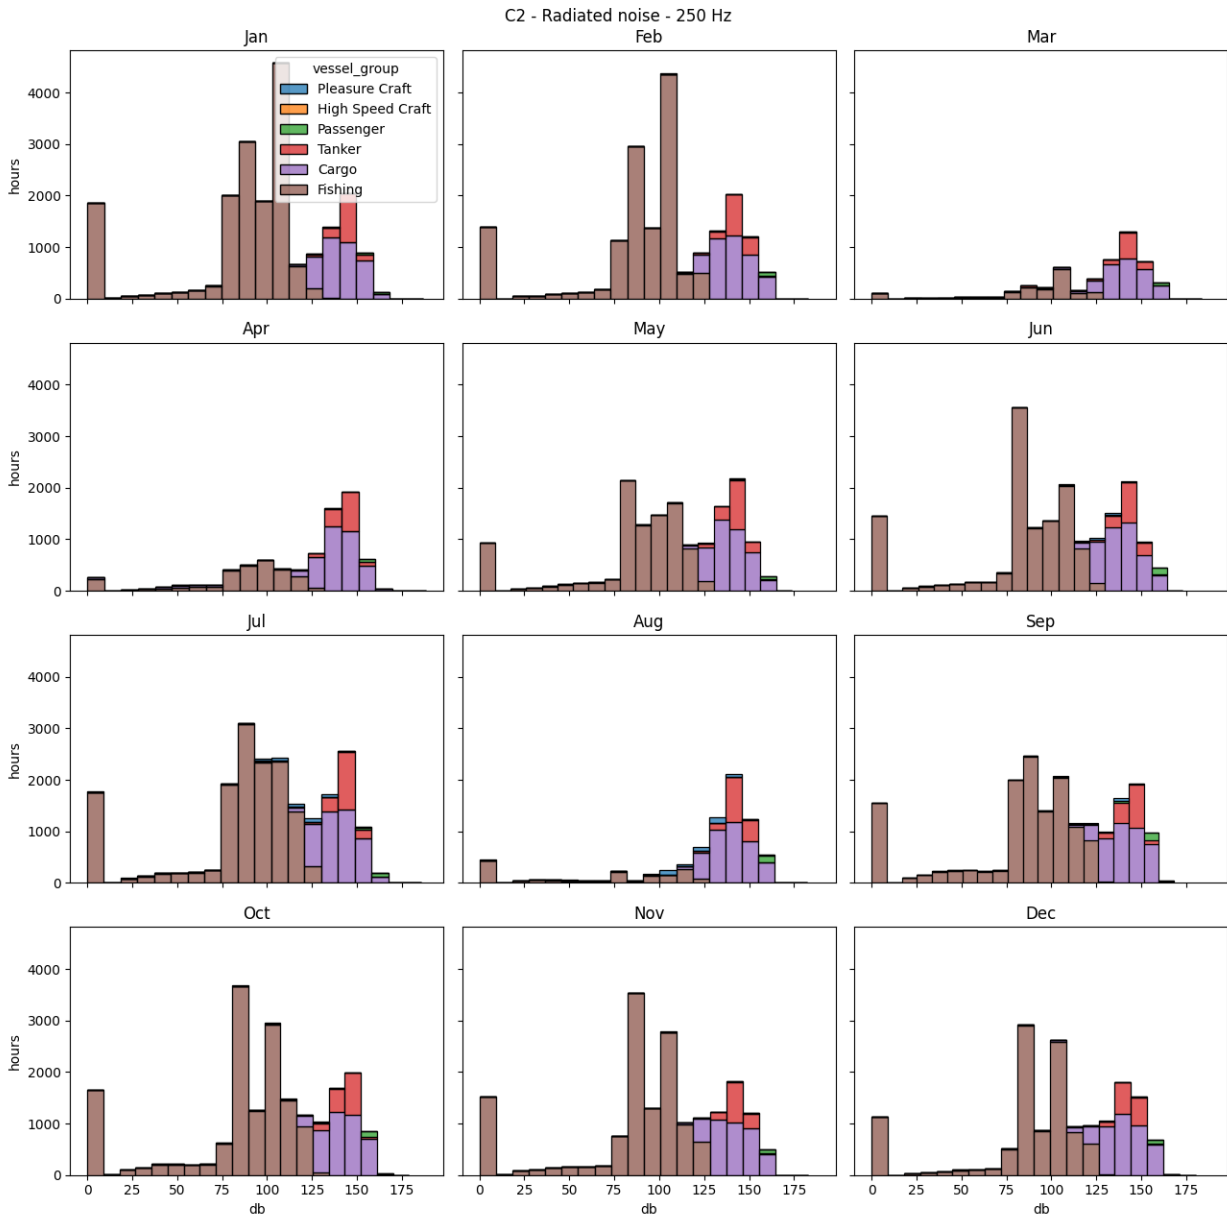 C2 - Radiated noise - 250 Hz
Jan
Feb
Mar
vessel_group
Pleasure Craft
High Speed Craft
Passenger
Tanker
Cargo
Fishing
hours
4000
3000
2000
1000
0
Apr
May
Jun
hours
4000
3000
2000
1000
0
Jul
Aug
Sep
hours
4000
3000
2000
1000
0
Oct
Nov
Dec
hours
4000
3000
2000
1000
0
0 25 50 75 100 125 150 175
0 25 50 75 100 125 150 175
0 25 50 75 100 125 150 175
db
db
db